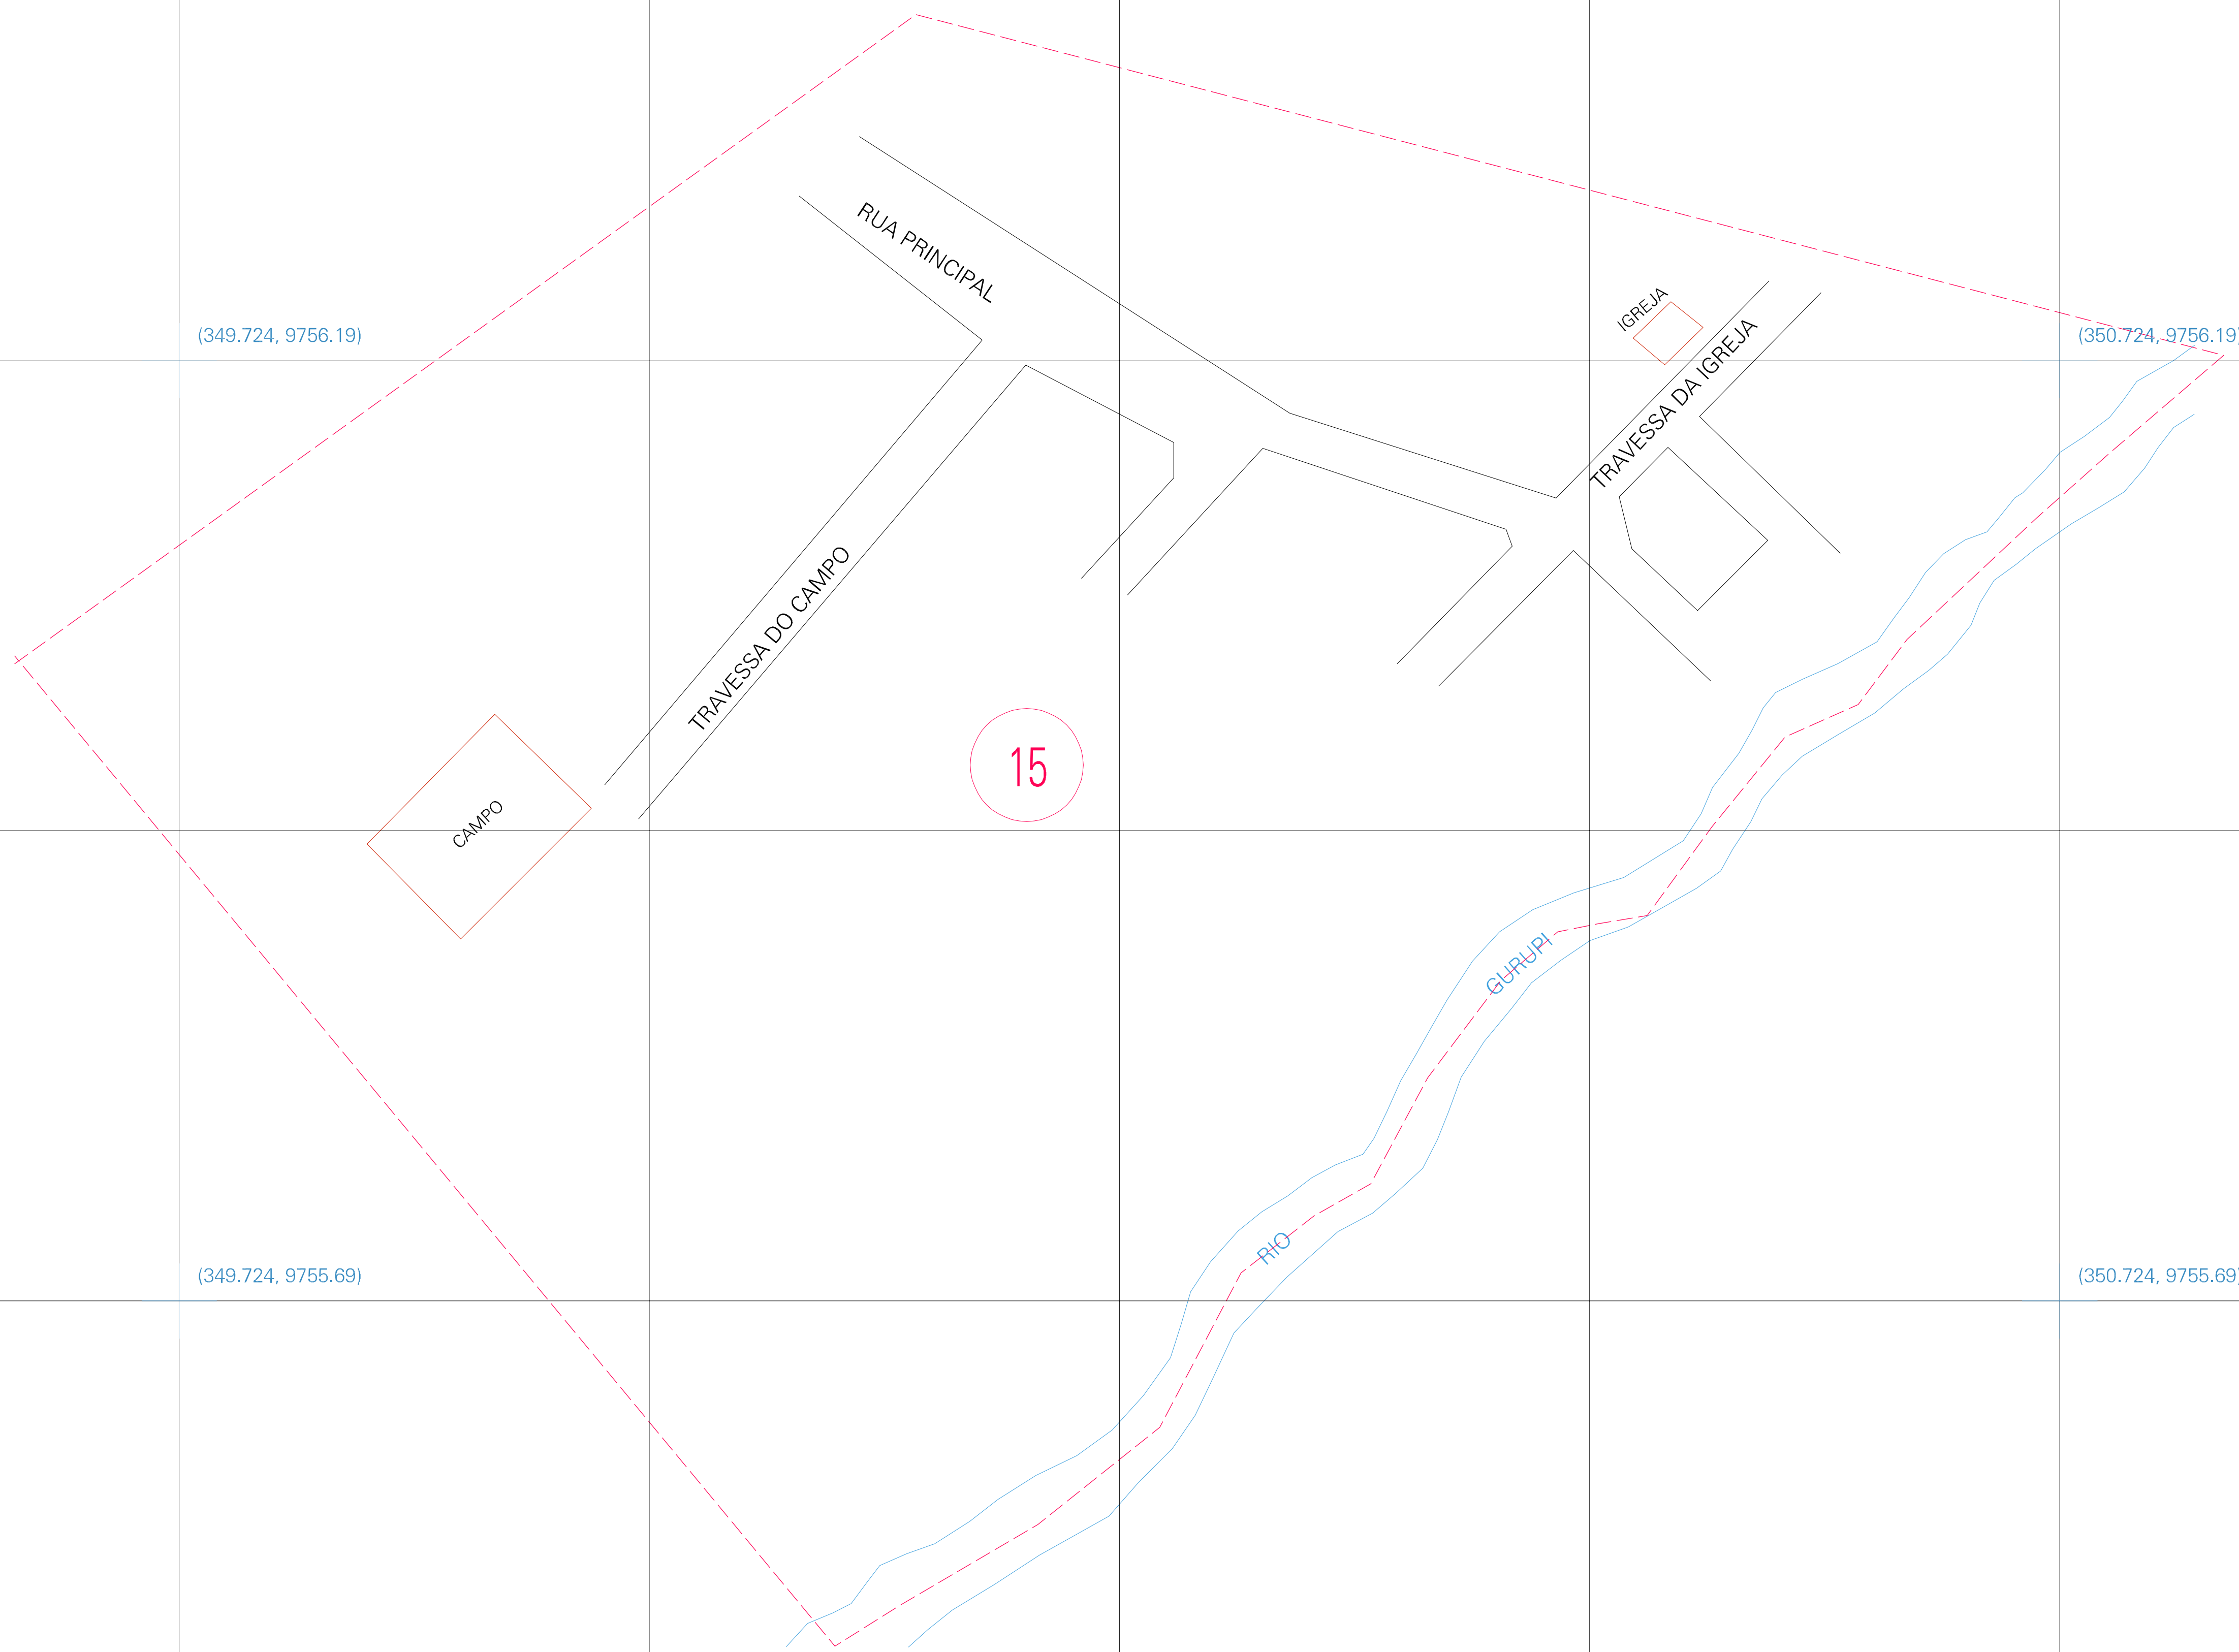 RUA PRINCIPAL
IGREJA
TRAVESSA DA IGREJA
(349.724, 9756.19)
(350.724, 9756.19)
TRAVESSA DO CAMPO
15
CAMPO
GURUPI
RIO
(349.724, 9755.69)
(350.724, 9755.69)